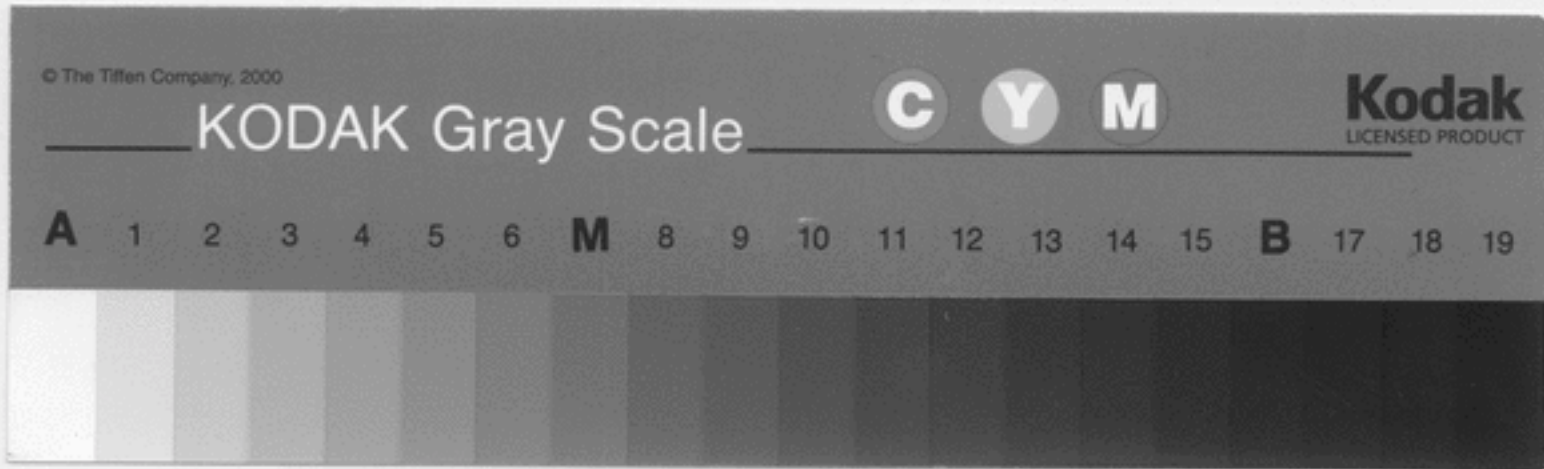 © The Tiffen Company, 2000
KODAK Gray Scale
C Y M
Kodak
LICENSED PRODUCT
A 1 2 3 4 5 6 M 8 9 10 11 12 13 14 15 B 17 18 19